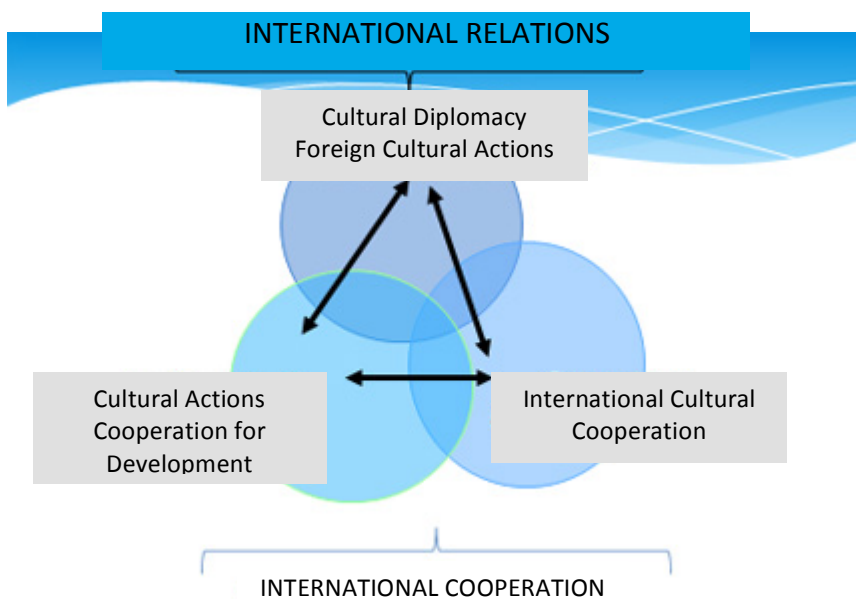 INTERNATIONAL RELATIONS
Cultural Diplomacy
Foreign Cultural Actions
Cultural Actions
Cooperation for
Development
International Cultural
Cooperation
INTERNATIONAL COOPERATION